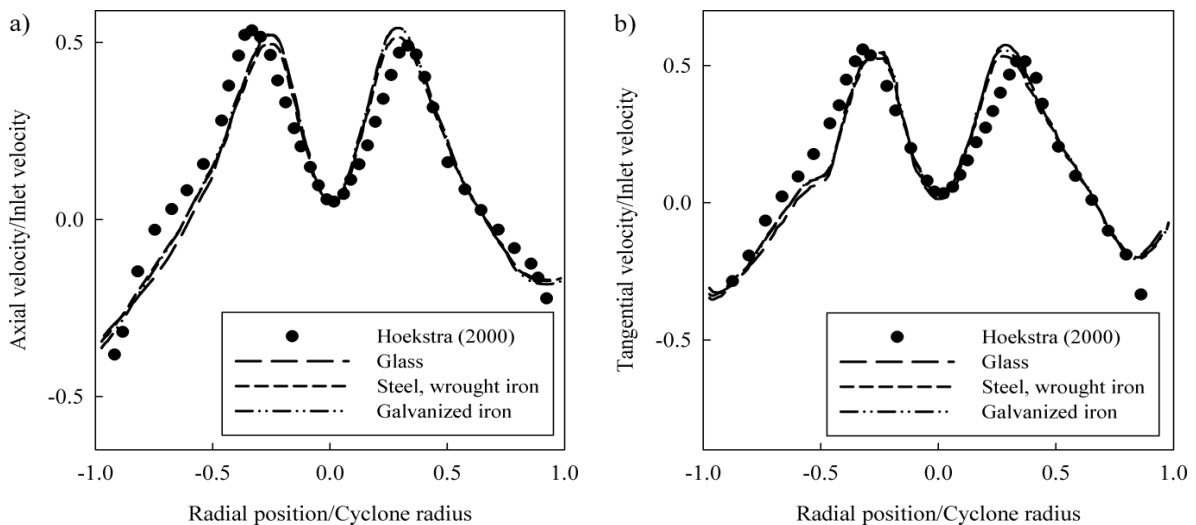 a)
Axial velocity/Inlet velocity
0.5
0.0
-0.5
Hoekstra (2000)
Glass
Steel, wrought iron
Galvanized iron
-1.0 -0.5 0.0 0.5 1.0
Radial position/Cyclone radius
b)
Tangential velocity/Inlet velocity
0.5
0.0
-0.5
Hoekstra (2000)
Glass
Steel, wrought iron
Galvanized iron
-1.0 -0.5 0.0 0.5 1.0
Radial position/Cyclone radius